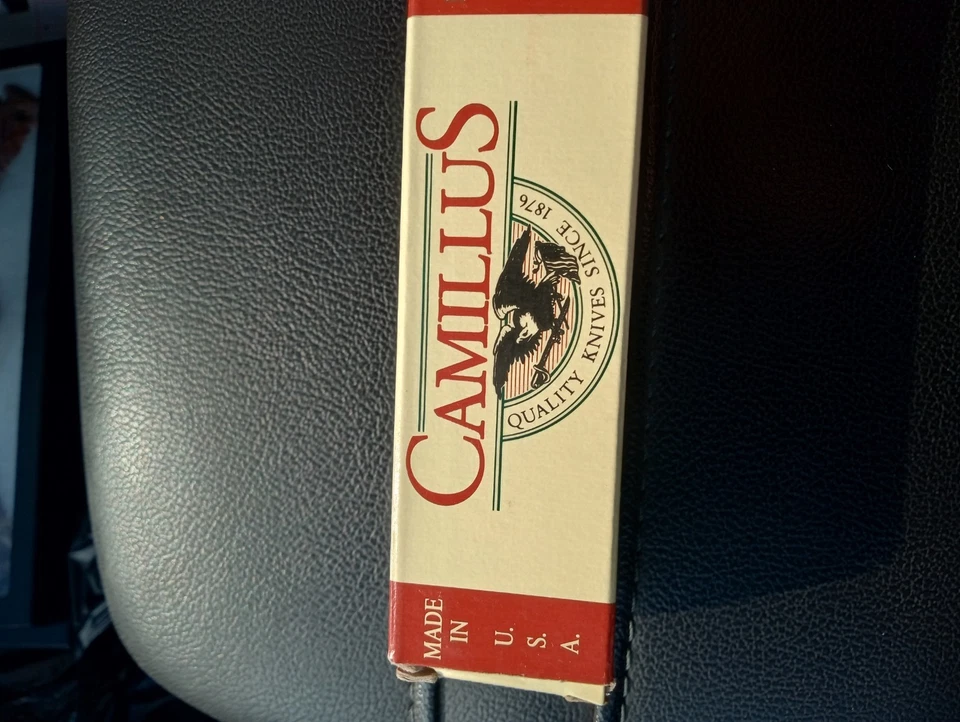 CAMILLUS
QUALITY KNIVES SINCE 1876
MADE
IN
U.
S.
A.